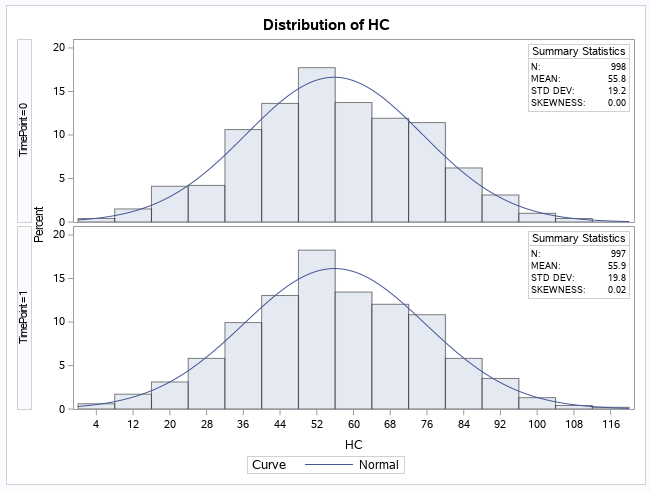 Distribution of HC
TimePoint=0
20
15
10
5
0
Summary Statistics
N: 998
MEAN: 55.8
STD DEV: 19.2
SKEWNESS: 0.00
Percent
TimePoint=1
20
15
10
5
0
Summary Statistics
N: 997
MEAN: 55.9
STD DEV: 19.8
SKEWNESS: 0.02
4 12 20 28 36 44 52 60 68 76 84 92 100 108 116
HC
Curve Normal